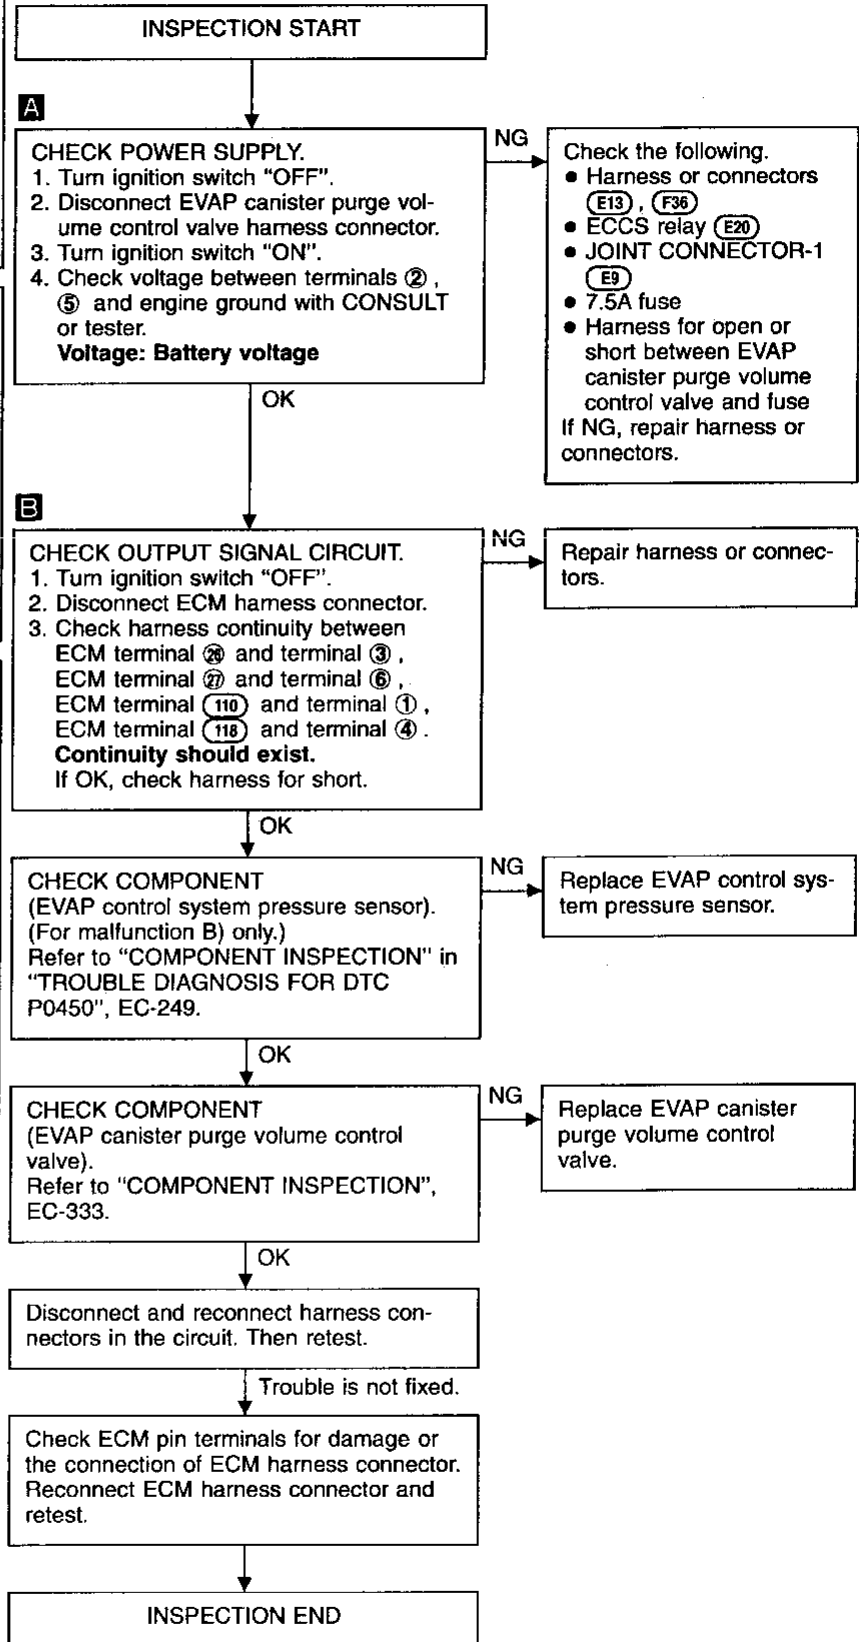 INSPECTION START
A
CHECK POWER SUPPLY.
1. Turn ignition switch "OFF".
2. Disconnect EVAP canister purge vol-
ume control valve harness connector.
3. Turn ignition switch "ON".
4. Check voltage between terminals ②,
⑤ and engine ground with CONSULT
or tester.
Voltage: Battery voltage
NG
Check the following.
● Harness or connectors
(E13), (F36)
● ECCS relay (E20)
● JOINT CONNECTOR-1
(E9)
● 7.5A fuse
● Harness for open or
short between EVAP
canister purge volume
control valve and fuse
If NG, repair harness or
connectors.
OK
B
CHECK OUTPUT SIGNAL CIRCUIT.
1. Turn ignition switch "OFF".
2. Disconnect ECM harness connector.
3. Check harness continuity between
ECM terminal ㉖ and terminal ③,
ECM terminal ㉗ and terminal ⑥,
ECM terminal (110) and terminal ①,
ECM terminal (118) and terminal ④.
Continuity should exist.
If OK, check harness for short.
NG
Repair harness or connec-
tors.
OK
CHECK COMPONENT
(EVAP control system pressure sensor).
(For malfunction B) only.)
Refer to "COMPONENT INSPECTION" in
"TROUBLE DIAGNOSIS FOR DTC
P0450", EC-249.
NG
Replace EVAP control sys-
tem pressure sensor.
OK
CHECK COMPONENT
(EVAP canister purge volume control
valve).
Refer to "COMPONENT INSPECTION",
EC-333.
NG
Replace EVAP canister
purge volume control
valve.
OK
Disconnect and reconnect harness con-
nectors in the circuit. Then retest.
Trouble is not fixed.
Check ECM pin terminals for damage or
the connection of ECM harness connector.
Reconnect ECM harness connector and
retest.
INSPECTION END